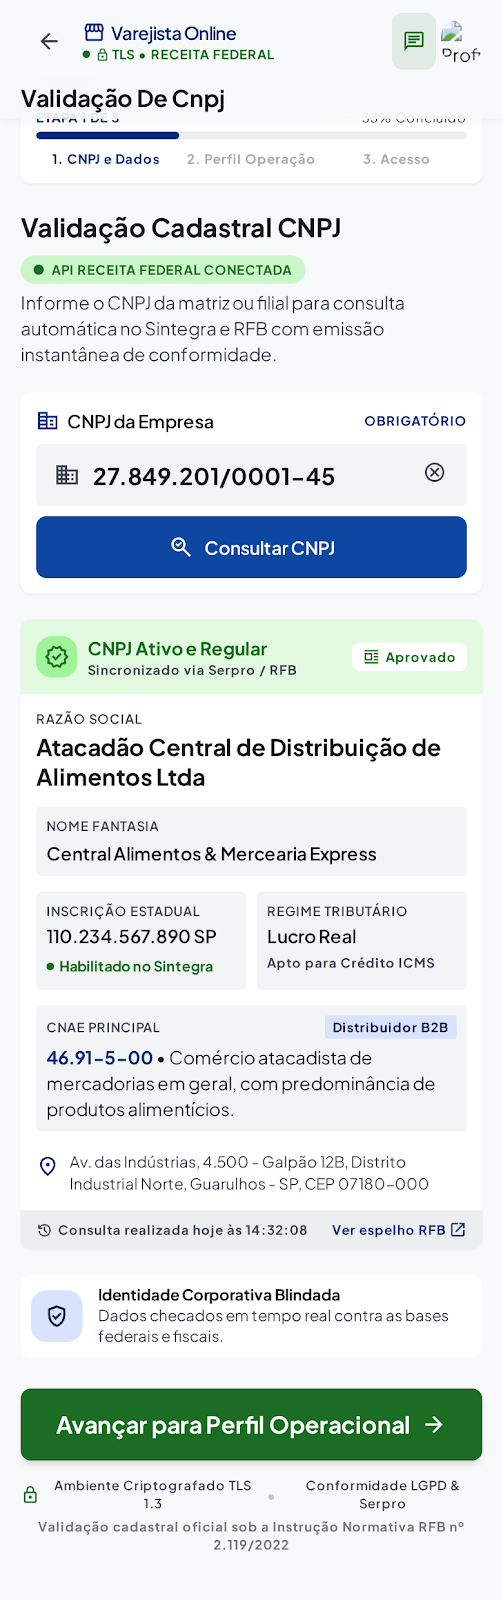 Varejista Online
TLS • RECEITA FEDERAL
Prof
Validação De Cnpj
ETAPA 1 DE 3
33% Concluído
1. CNPJ e Dados
2. Perfil Operação
3. Acesso
Validação Cadastral CNPJ
API RECEITA FEDERAL CONECTADA
Informe o CNPJ da matriz ou filial para consulta
automática no Sintegra e RFB com emissão
instantânea de conformidade.
CNPJ da Empresa
OBRIGATÓRIO
27.849.201/0001-45
Consultar CNPJ
CNPJ Ativo e Regular
Sincronizado via Serpro / RFB
Aprovado
RAZÃO SOCIAL
Atacadão Central de Distribuição de
Alimentos Ltda
NOME FANTASIA
Central Alimentos & Mercearia Express
INSCRIÇÃO ESTADUAL
110.234.567.890 SP
Habilitado no Sintegra
REGIME TRIBUTÁRIO
Lucro Real
Apto para Crédito ICMS
CNAE PRINCIPAL
Distribuidor B2B
46.91-5-00 • Comércio atacadista de
mercadorias em geral, com predominância de
produtos alimentícios.
Av. das Indústrias, 4.500 - Galpão 12B, Distrito
Industrial Norte, Guarulhos - SP, CEP 07180-000
Consulta realizada hoje às 14:32:08
Ver espelho RFB
Identidade Corporativa Blindada
Dados checados em tempo real contra as bases
federais e fiscais.
Avançar para Perfil Operacional
Ambiente Criptografado TLS
1.3
Conformidade LGPD &
Serpro
Validação cadastral oficial sob a Instrução Normativa RFB nº
2.119/2022